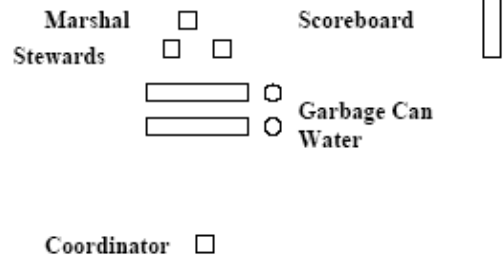 Marshal
Scoreboard
Stewards
Garbage Can
Water
Coordinator